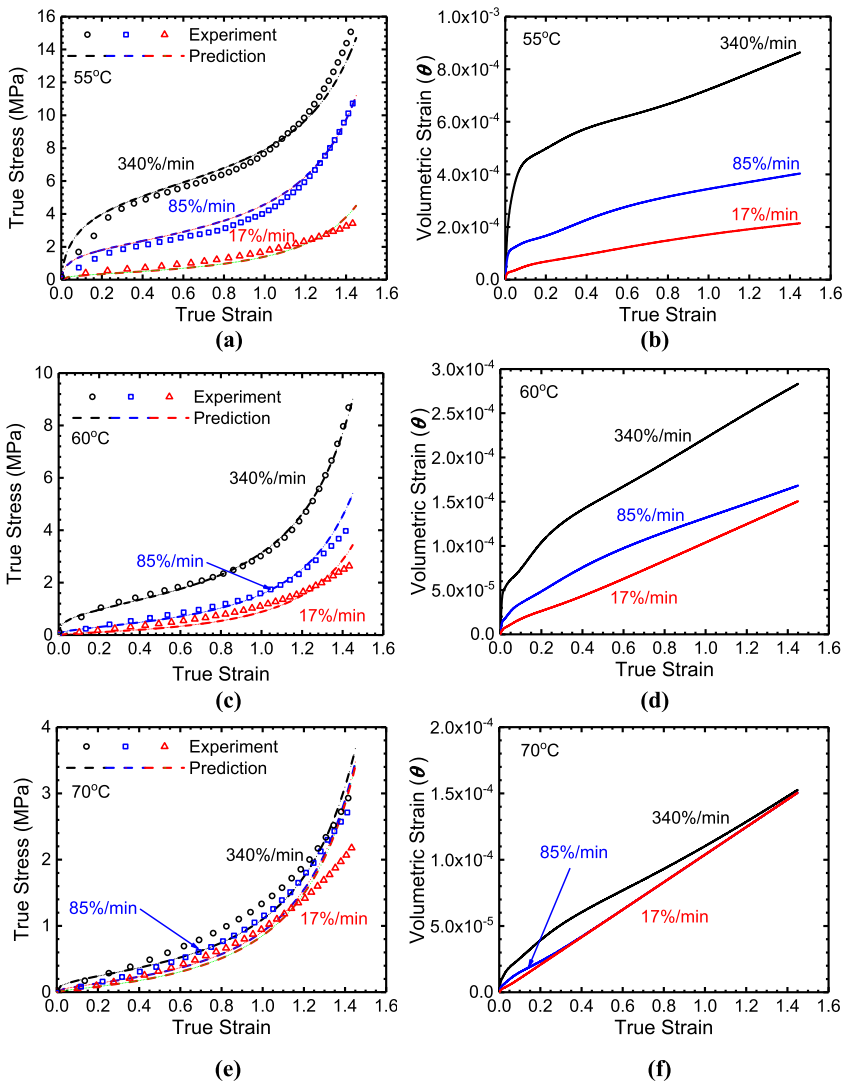 16
14
12
10
8
6
4
2
0
True Stress (MPa)
Experiment
Prediction
55°C
340%/min
85%/min
17%/min
0.0 0.2 0.4 0.6 0.8 1.0 1.2 1.4 1.6
True Strain
(a)
1.0x10⁻³
8.0x10⁻⁴
6.0x10⁻⁴
4.0x10⁻⁴
2.0x10⁻⁴
0.0
Volumetric Strain (θ)
55°C
340%/min
85%/min
17%/min
0.0 0.2 0.4 0.6 0.8 1.0 1.2 1.4 1.6
True Strain
(b)
10
8
6
4
2
0
True Stress (MPa)
Experiment
Prediction
60°C
340%/min
85%/min
17%/min
0.0 0.2 0.4 0.6 0.8 1.0 1.2 1.4 1.6
True Strain
(c)
3.0x10⁻⁴
2.5x10⁻⁴
2.0x10⁻⁴
1.5x10⁻⁴
1.0x10⁻⁴
5.0x10⁻⁵
0.0
Volumetric Strain (θ)
60°C
340%/min
85%/min
17%/min
0.0 0.2 0.4 0.6 0.8 1.0 1.2 1.4 1.6
True Strain
(d)
4
3
2
1
0
True Stress (MPa)
Experiment
Prediction
70°C
340%/min
85%/min
17%/min
0.0 0.2 0.4 0.6 0.8 1.0 1.2 1.4 1.6
True Strain
(e)
2.0x10⁻⁴
1.5x10⁻⁴
1.0x10⁻⁴
5.0x10⁻⁵
0.0
Volumetric Strain (θ)
70°C
340%/min
85%/min
17%/min
0.0 0.2 0.4 0.6 0.8 1.0 1.2 1.4 1.6
True Strain
(f)